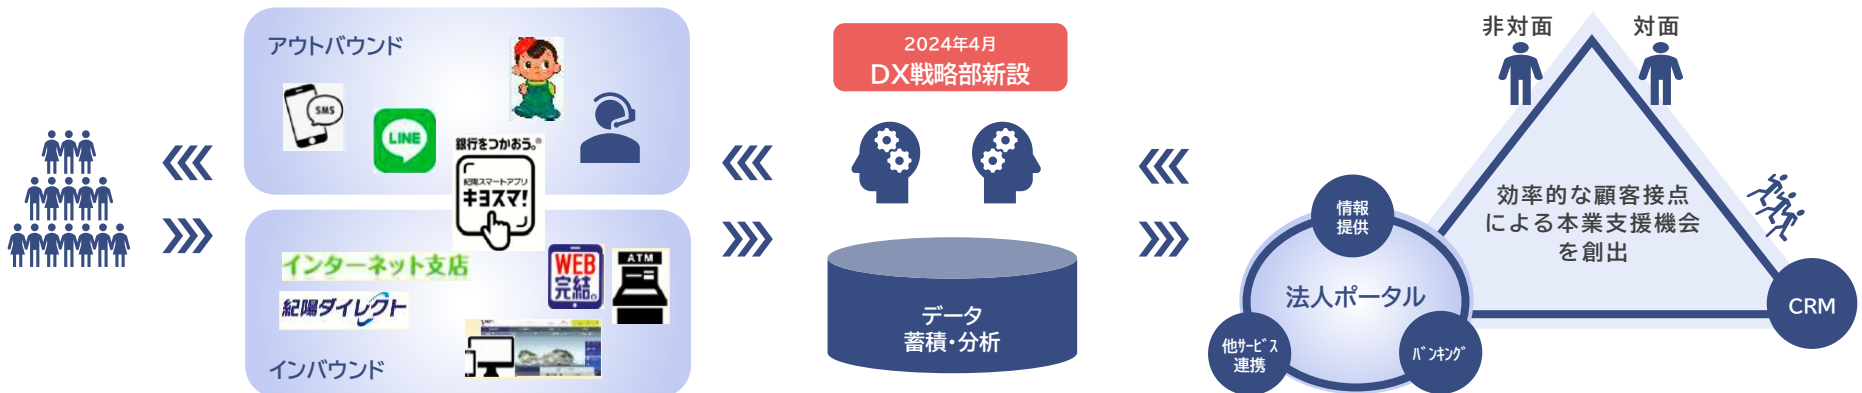 アウトバウンド
SMS
LINE
銀行をつかおう。®
紀陽スマートアプリ
キヨスマ!
インターネット支店
紀陽ダイレクト
WEB
完結。
ATM
インバウンド
2024年4月
DX戦略部新設
データ
蓄積・分析
非対面
対面
効率的な顧客接点
による本業支援機会
を創出
情報
提供
法人ポータル
他ｻｰﾋﾞｽ
連携
ﾊﾞﾝｷﾝｸﾞ
CRM